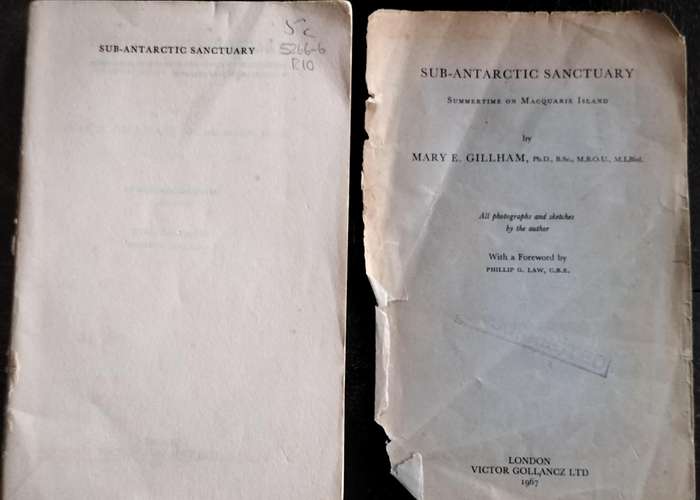 5c
SUB-ANTARCTIC SANCTUARY
5266-6
R10
SUB-ANTARCTIC SANCTUARY
SUMMERTIME ON MACQUARIE ISLAND
by
MARY E. GILLHAM, Ph.D., B.Sc., M.B.O.U., M.I.Biol.
All photographs and sketches
by the author
With a Foreword by
PHILLIP G. LAW, C.B.E.
LONDON
VICTOR GOLLANCZ LTD
1967